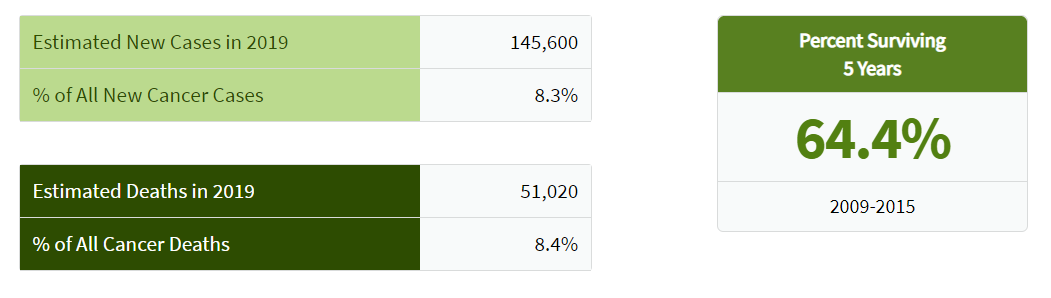 Estimated New Cases in 2019 145,600
% of All New Cancer Cases 8.3%
Estimated Deaths in 2019 51,020
% of All Cancer Deaths 8.4%
Percent Surviving
5 Years
64.4%
2009-2015